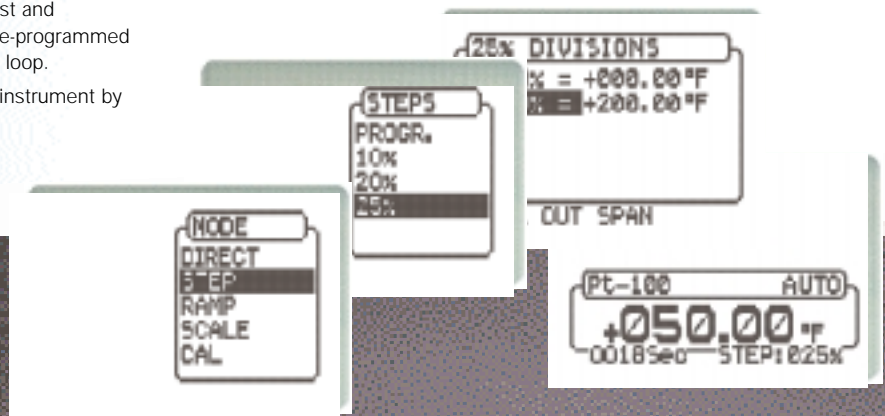 st and
e-programmed
loop.
instrument by
25% DIVISIONS
% = +000.00°F
% = +200.00°F
OUT SPAN
STEPS
PROGR.
10%
20%
25%
MODE
DIRECT
STEP
RAMP
SCALE
CAL
Pt-100 AUTO
+050.00 °F
0018Sec STEP:025%